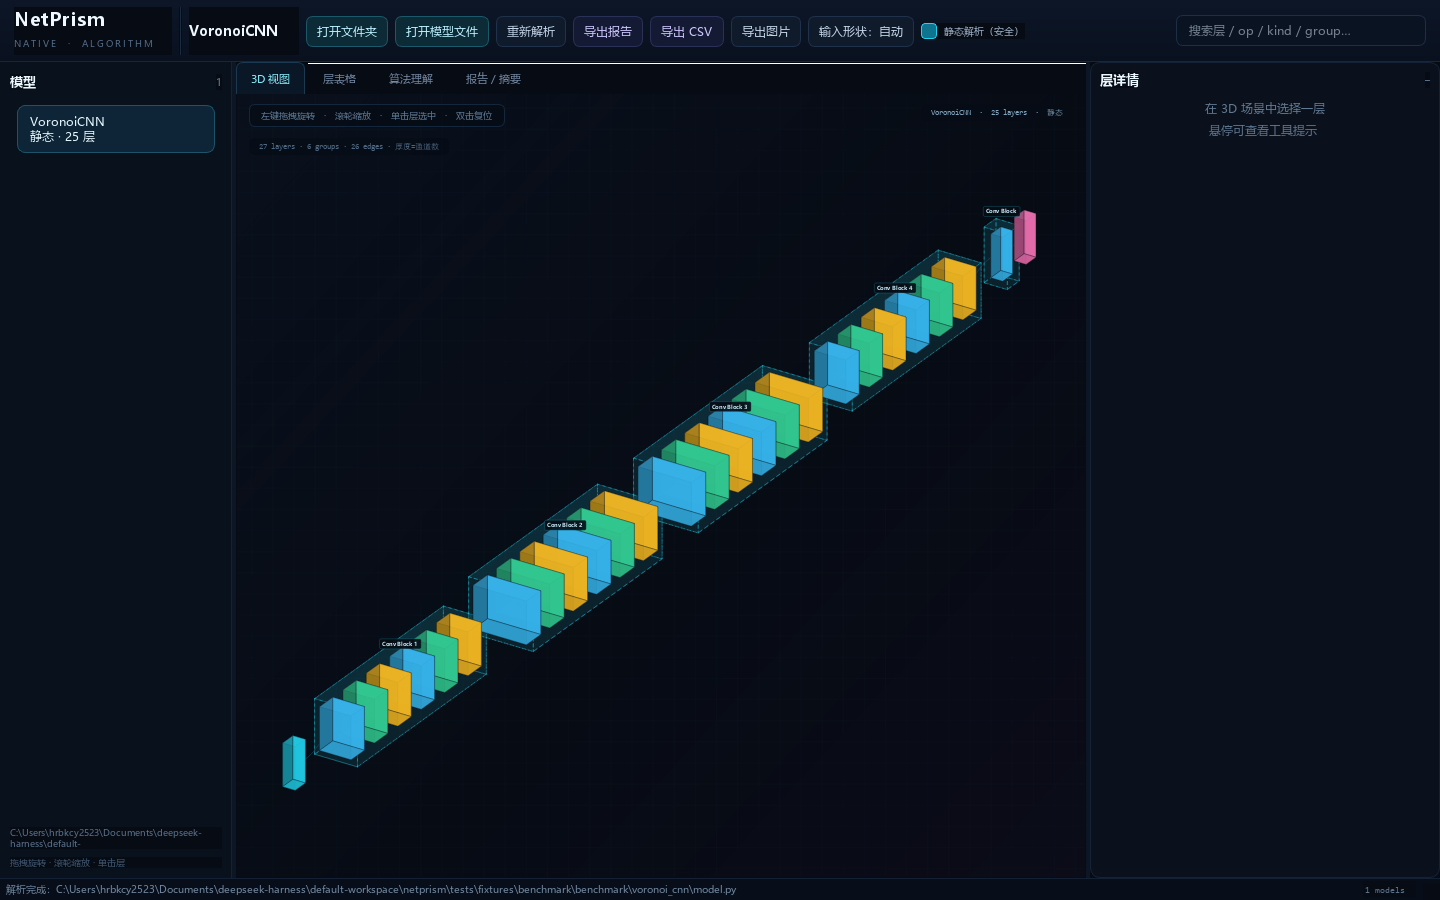 NetPrism
NATIVE · ALGORITHM
VoronoiCNN
打开文件夹
打开模型文件
重新解析
导出报告
导出 CSV
导出图片
输入形状: 自动
静态解析（安全）
搜索层 / op / kind / group...
模型
1
VoronoiCNN
静态 · 25 层
3D 视图
层表格
算法理解
报告 / 摘要
左键拖拽旋转 · 滚轮缩放 · 单击层选中 · 双击复位
VoronoiCNN · 25 layers · 静态
27 layers · 6 groups · 26 edges · 厚度=通道数
Conv Block
Conv Block 4
Conv Block 3
Conv Block 2
Conv Block 1
层详情
—
在 3D 场景中选择一层
悬停可查看工具提示
C:\Users\hrbkcy2523\Documents\deepseek-
harness\default-
拖拽旋转 · 滚轮缩放 · 单击层
解析完成: C:\Users\hrbkcy2523\Documents\deepseek-harness\default-workspace\netprism\tests\fixtures\benchmark\benchmark\voronoi_cnn\model.py
1 models